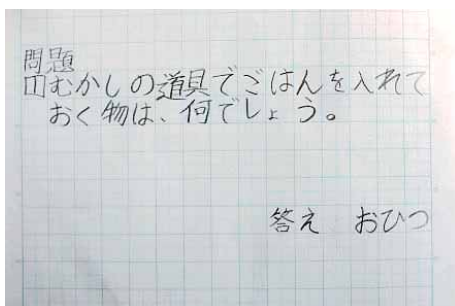 問題
1むかしの道具でごはんを入れて
おく物は、何でしょう。
答え おひつ